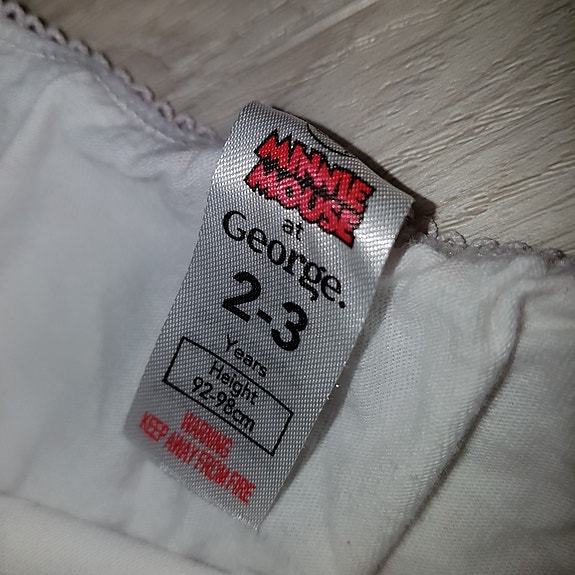 MINNIE
MOUSE
at
George.
2-3
Years
Height
92-98cm
WARNING
KEEP AWAY FROM FIRE